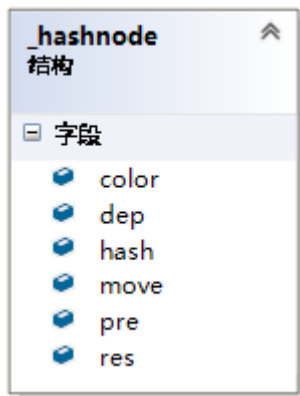 _hashnode
结构
字段
color
dep
hash
move
pre
res